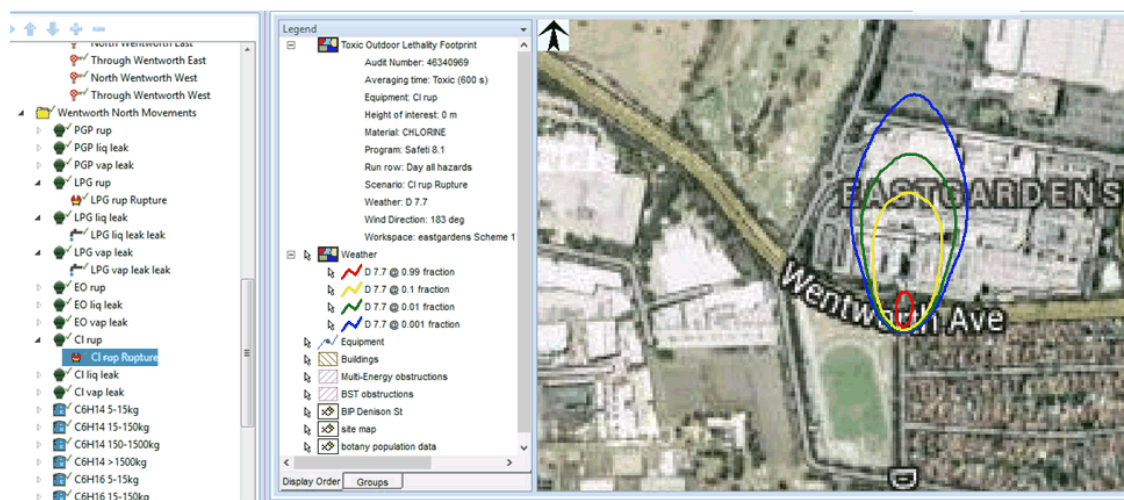 North Wentworth East
Through Wentworth East
North Wentworth West
Through Wentworth West
Wentworth North Movements
PGP rup
PGP liq leak
PGP vap leak
LPG rup
LPG rup Rupture
LPG liq leak
LPG liq leak leak
LPG vap leak
LPG vap leak leak
EO rup
EO liq leak
EO vap leak
Cl rup
Cl rup Rupture
Cl liq leak
Cl vap leak
C6H14 5-15kg
C6H14 15-150kg
C6H14 150-1500kg
C6H14 >1500kg
C6H16 5-15kg
C6H16 15-150kg
Legend
Toxic Outdoor Lethality Footprint
Audit Number: 46340969
Averaging time: Toxic (600 s)
Equipment: Cl rup
Height of interest: 0 m
Material: CHLORINE
Program: Safeti 8.1
Run row: Day all hazards
Scenario: Cl rup Rupture
Weather: D 7.7
Wind Direction: 183 deg
Workspace: eastgardens Scheme 1
Weather
D 7.7 @ 0.99 fraction
D 7.7 @ 0.1 fraction
D 7.7 @ 0.01 fraction
D 7.7 @ 0.001 fraction
Equipment
Buildings
Multi-Energy obstructions
BST obstructions
BIP Denison St
site map
botany population data
Display Order
Groups
EASTGARDENS
Wentworth Ave
D